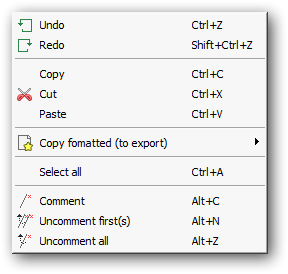 Undo Ctrl+Z
Redo Shift+Ctrl+Z
Copy Ctrl+C
Cut Ctrl+X
Paste Ctrl+V
Copy fomatted (to export)
Select all Ctrl+A
Comment Alt+C
Uncomment first(s) Alt+N
Uncomment all Alt+Z